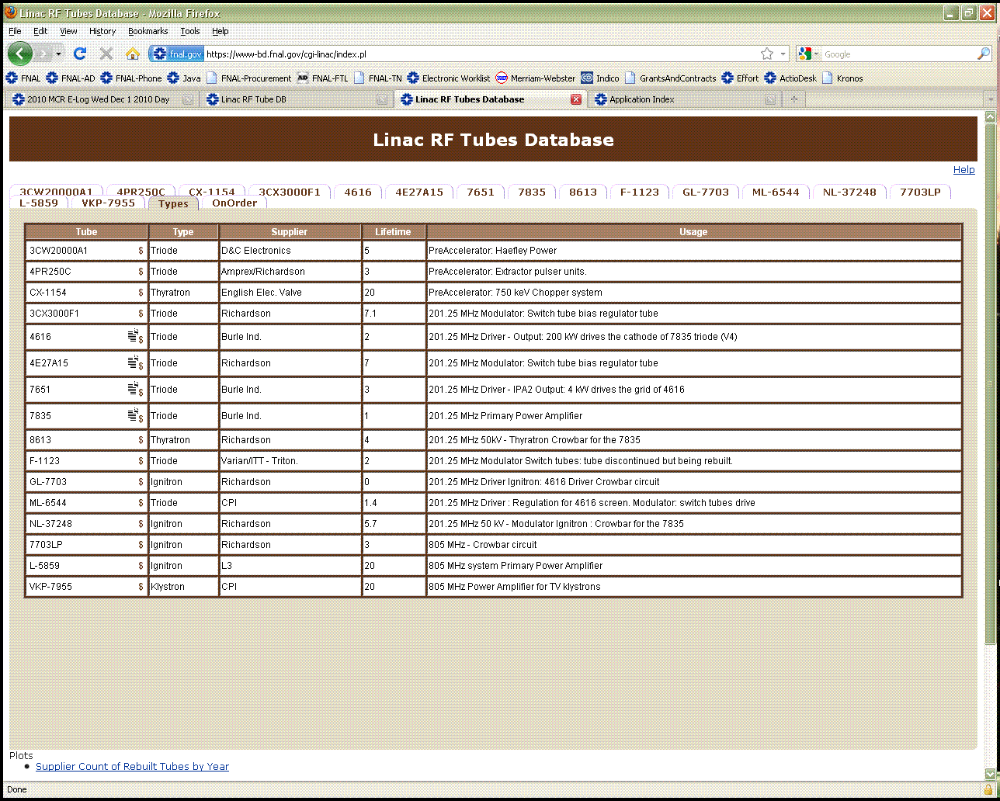 Linac RF Tubes Database - Mozilla Firefox
File Edit View History Bookmarks Tools Help
fnal.gov https://www-bd.fnal.gov/cgi-linac/index.pl Google
FNAL FNAL-AD FNAL-Phone Java FNAL-Procurement AD FNAL-FTL FNAL-TN Electronic Worklist Merriam-Webster Indico GrantsAndContracts Effort ActioDesk Kronos
2010 MCR E-Log Wed Dec 1 2010 Day Linac RF Tube DB Linac RF Tubes Database Application Index
Linac RF Tubes Database
Help
3CW20000A1 4PR250C CX-1154 3CX3000F1 4616 4E27A15 7651 7835 8613 F-1123 GL-7703 ML-6544 NL-37248 7703LP
L-5859 VKP-7955 Types OnOrder
Tube Type Supplier Lifetime Usage
3CW20000A1 $ Triode D&C Electronics 5 PreAccelerator: Haefley Power
4PR250C $ Triode Amprex/Richardson 3 PreAccelerator: Extractor pulser units.
CX-1154 $ Thyratron English Elec. Valve 20 PreAccelerator: 750 keV Chopper system
3CX3000F1 $ Triode Richardson 7.1 201.25 MHz Modulator: Switch tube bias regulator tube
4616 $ Triode Burle Ind. 2 201.25 MHz Driver - Output: 200 kW drives the cathode of 7835 triode (V4)
4E27A15 $ Triode Richardson 7 201.25 MHz Modulator: Switch tube bias regulator tube
7651 $ Triode Burle Ind. 3 201.25 MHz Driver - IPA2 Output: 4 kW drives the grid of 4616
7835 $ Triode Burle Ind. 1 201.25 MHz Primary Power Amplifier
8613 $ Thyratron Richardson 4 201.25 MHz 50kV - Thyratron Crowbar for the 7835
F-1123 $ Triode Varian/ITT - Triton. 2 201.25 MHz Modulator Switch tubes: tube discontinued but being rebuilt.
GL-7703 $ Ignitron Richardson 0 201.25 MHz Driver Ignitron: 4616 Driver Crowbar circuit
ML-6544 $ Triode CPI 1.4 201.25 MHz Driver : Regulation for 4616 screen. Modulator: switch tubes drive
NL-37248 $ Ignitron Richardson 5.7 201.25 MHz 50 kV - Modulator Ignitron : Crowbar for the 7835
7703LP $ Ignitron Richardson 3 805 MHz - Crowbar circuit
L-5859 $ Ignitron L3 20 805 MHz system Primary Power Amplifier
VKP-7955 $ Klystron CPI 20 805 MHz Power Amplifier for TV klystrons
Plots
• Supplier Count of Rebuilt Tubes by Year
Done